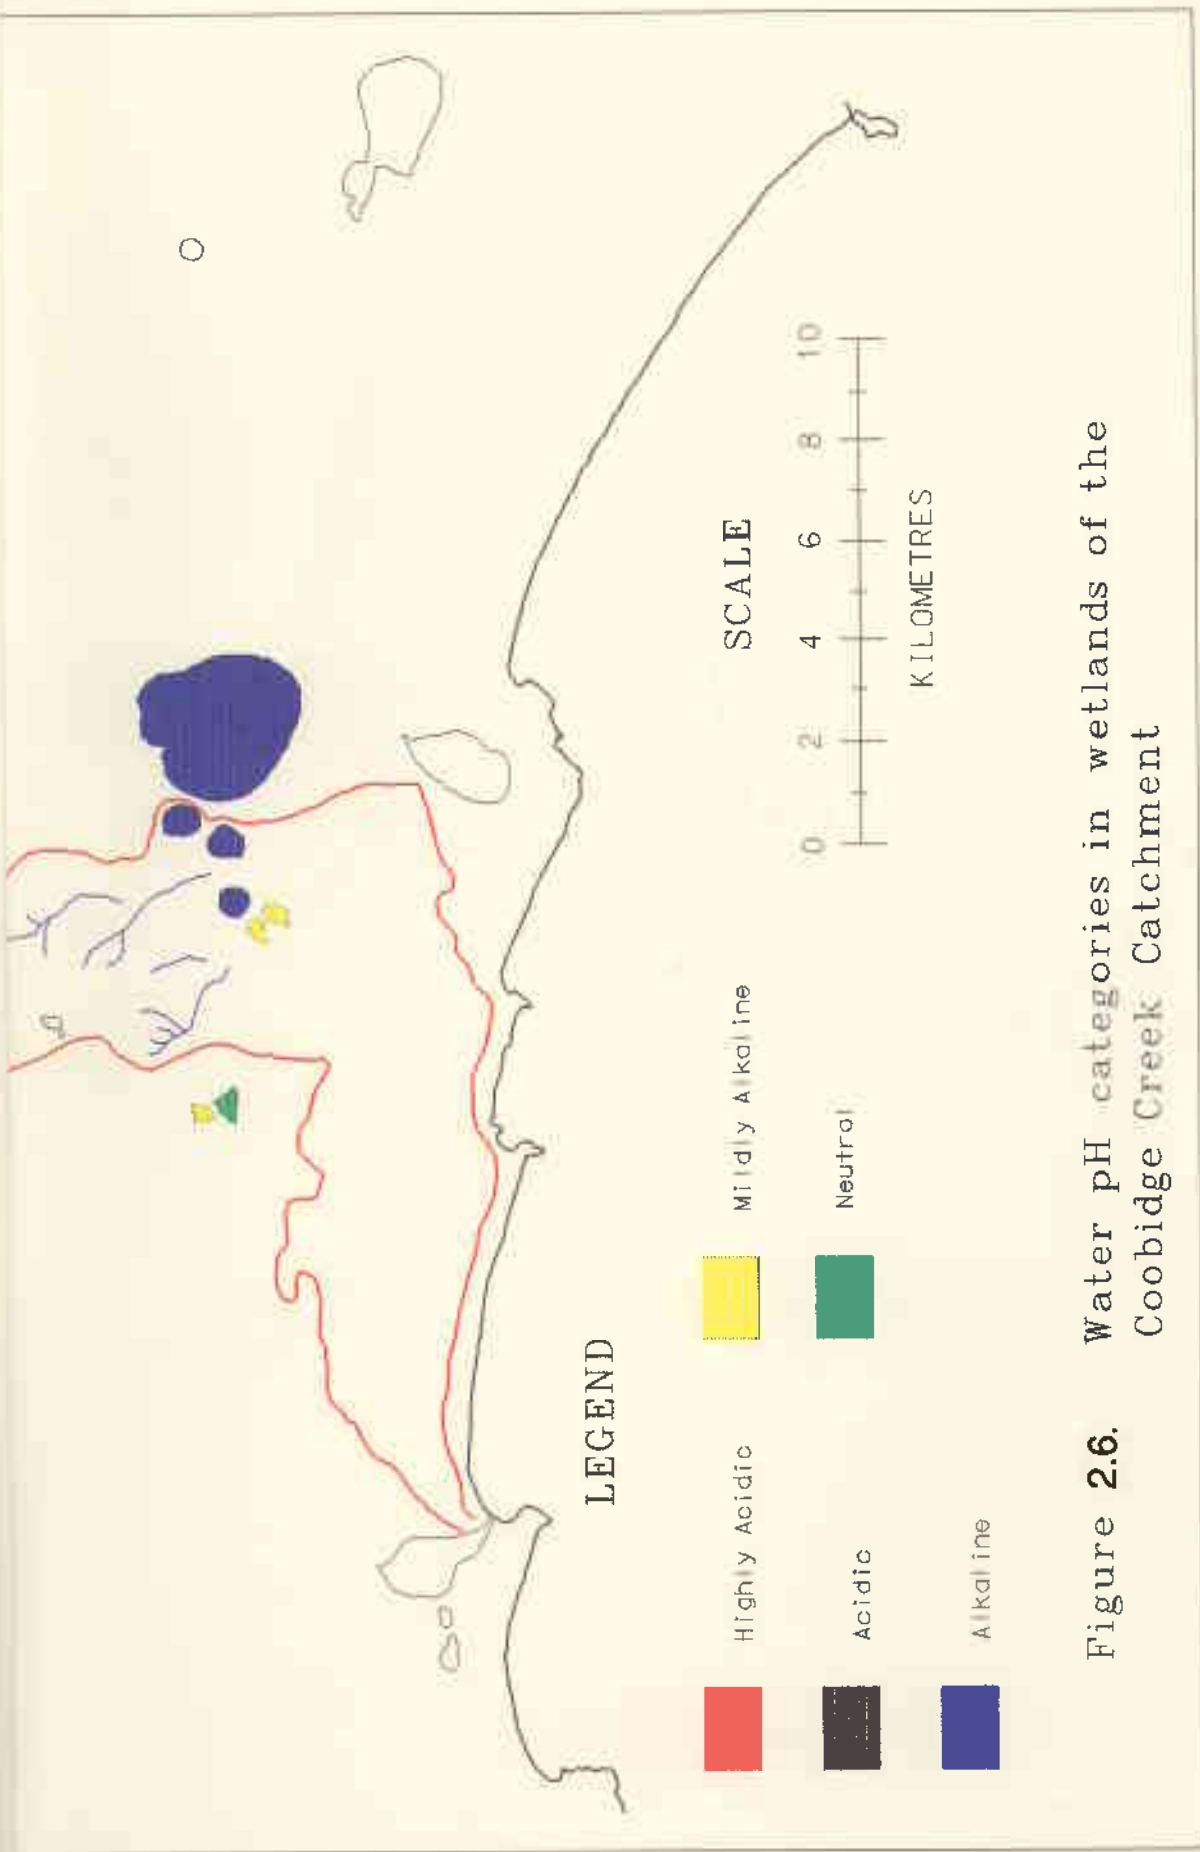 SCALE
0 2 4 6 8 10
KILOMETRES
LEGEND
Highly Acidic
Mildly Alkaline
Acidic
Neutral
Alkaline
Figure 2.6. Water pH categories in wetlands of the
Coobidge Creek Catchment